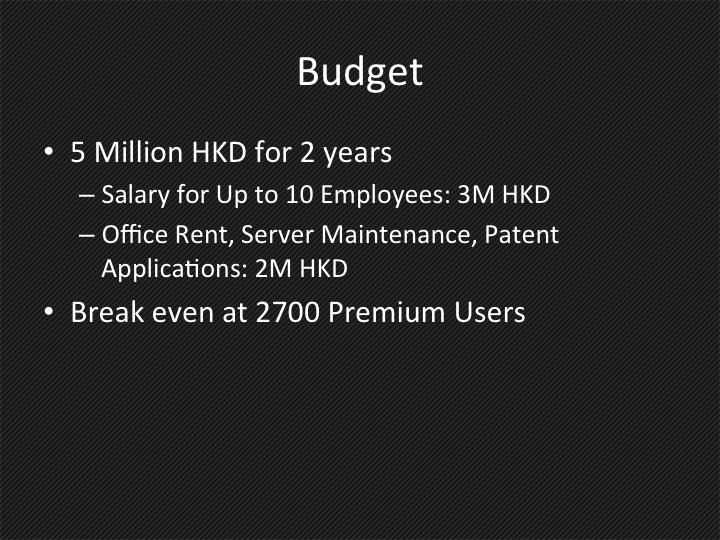 Budget
• 5 Million HKD for 2 years
– Salary for Up to 10 Employees: 3M HKD
– Office Rent, Server Maintenance, Patent
Applications: 2M HKD
• Break even at 2700 Premium Users